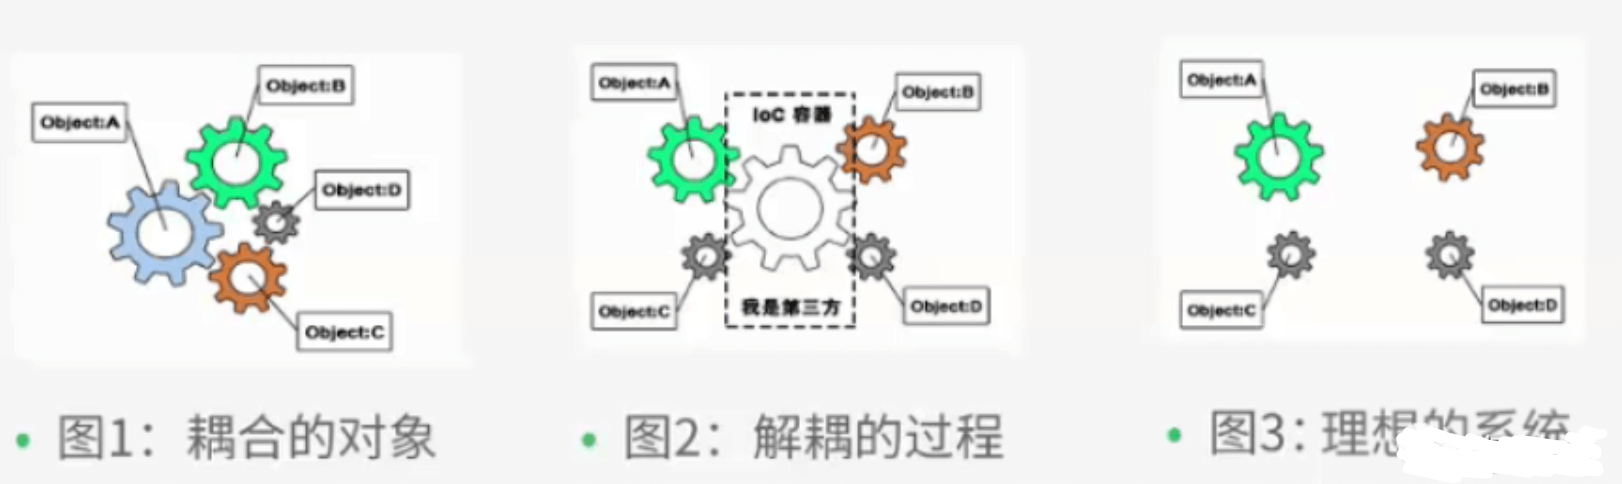 Object:B
Object:A
Object:D
Object:C
Object:A
Object:B
IoC 容器
我是第三方
Object:C
Object:D
Object:A
Object:B
Object:C
Object:D
• 图1：耦合的对象
• 图2：解耦的过程
• 图3：理想的系统